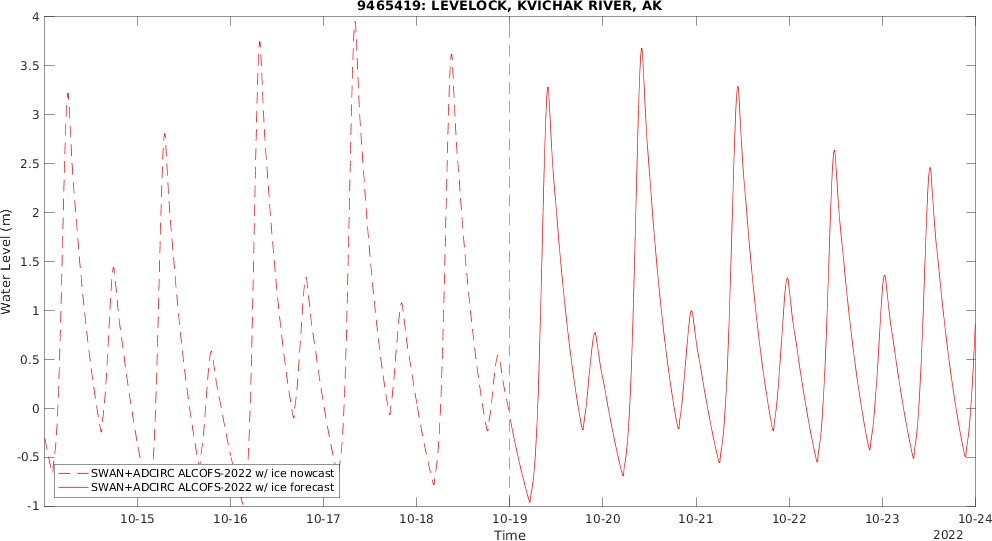 9465419: LEVELOCK, KVICHAK RIVER, AK
4
3.5
3
2.5
2
1.5
1
0.5
0
-0.5
-1
Water Level (m)
SWAN+ADCIRC ALCOFS-2022 w/ ice nowcast
SWAN+ADCIRC ALCOFS-2022 w/ ice forecast
10-15 10-16 10-17 10-18 10-19 10-20 10-21 10-22 10-23 10-24
Time
2022